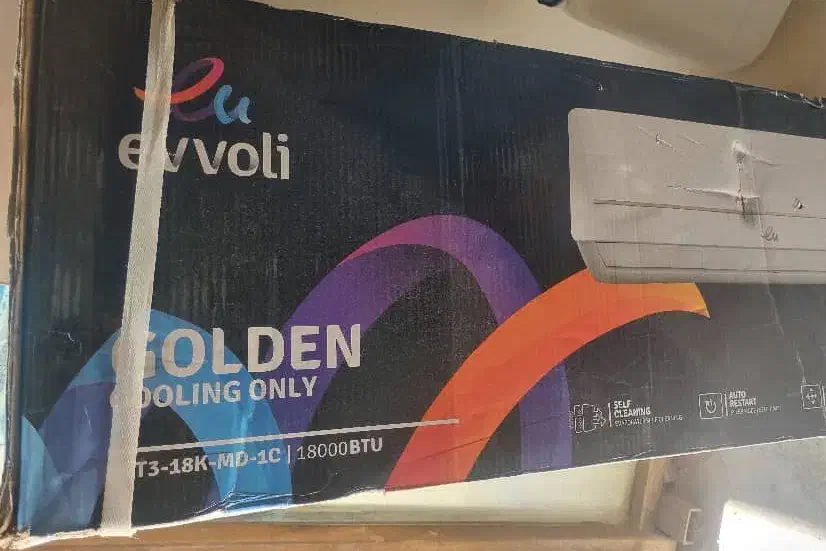 evvoli
GOLDEN
COOLING ONLY
T3-18K-MD-1C | 18000BTU
SELF
CLEANING
AUTO
RESTART